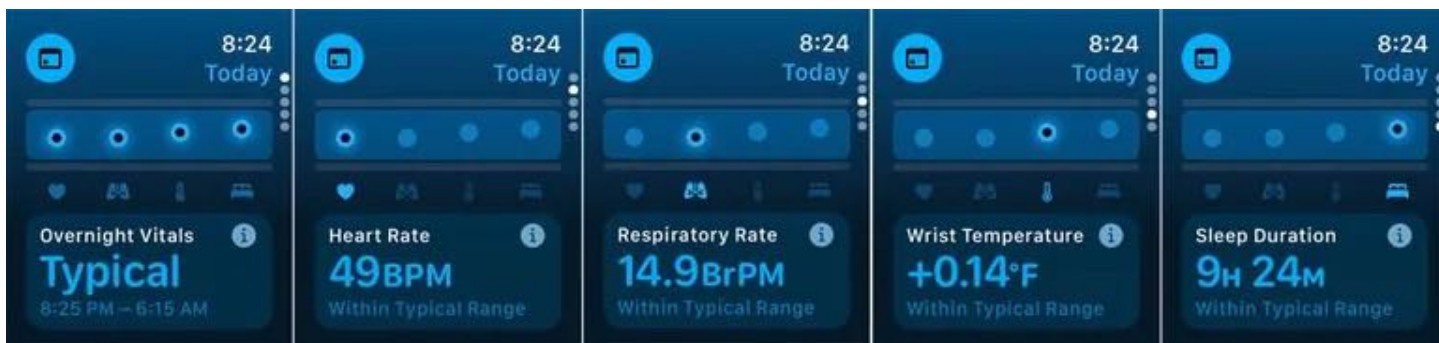 8:24
Today
Overnight Vitals
Typical
8:25 PM – 6:15 AM
8:24
Today
Heart Rate
49BPM
Within Typical Range
8:24
Today
Respiratory Rate
14.9BrPM
Within Typical Range
8:24
Today
Wrist Temperature
+0.14°F
Within Typical Range
8:24
Today
Sleep Duration
9H 24M
Within Typical Range